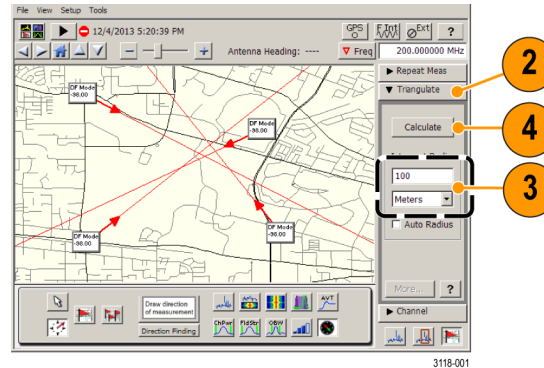 File View Setup Tools
12/4/2013 5:20:39 PM
GPS
F Int
Ext
?
Antenna Heading: ----
Freq
200.000000 MHz
Repeat Meas
Triangulate
2
Calculate
4
100
Meters
3
Auto Radius
More...
?
Channel
DF Mode
-98.00
DF Mode
-98.00
DF Mode
-98.00
DF Mode
-98.00
Draw direction
of measurement
Direction Finding
AVT
ChPwr
FldStr
OBW
3118-001